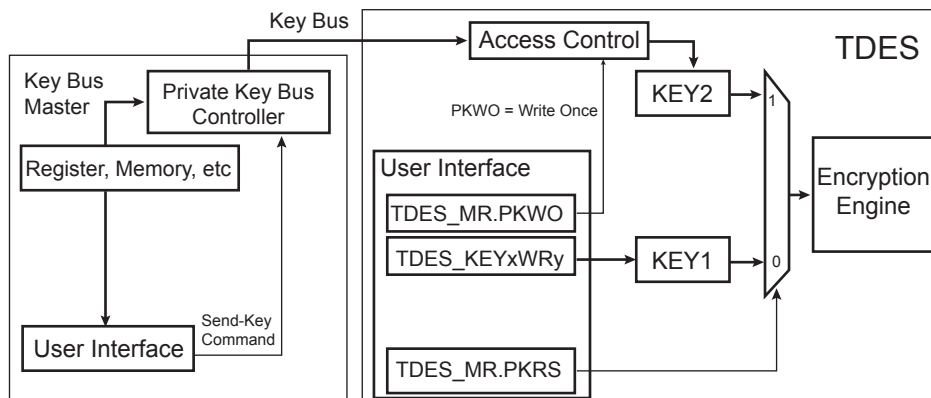 Key Bus
Access Control
TDES
Key Bus
Master
Private Key Bus
Controller
KEY2
1
PKWO = Write Once
Register, Memory, etc
User Interface
Encryption
Engine
TDES_MR.PKWO
TDES_KEYxWRy
KEY1
0
Send-Key
Command
User Interface
TDES_MR.PKRS